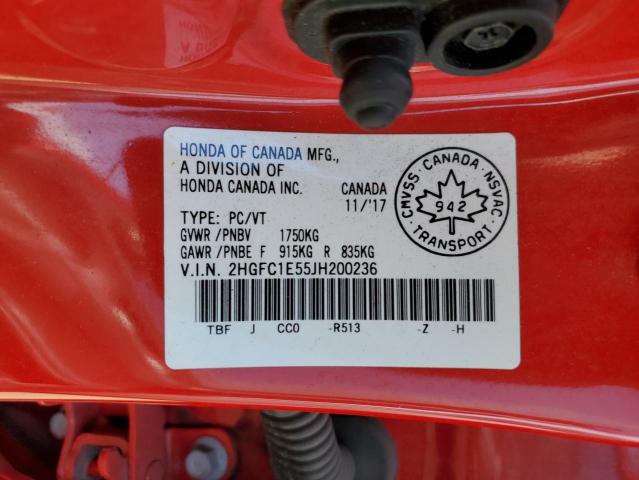 HONDA OF CANADA MFG.,
A DIVISION OF
HONDA CANADA INC. CANADA
11/'17
TYPE: PC/VT
GVWR/PNBV 1750KG
GAWR/PNBE F 915KG R 835KG
V.I.N. 2HGFC1E55JH200236
TBF J CC0 -R513 -Z -H
CMVSS · CANADA · NSVAC
942
TRANSPORT